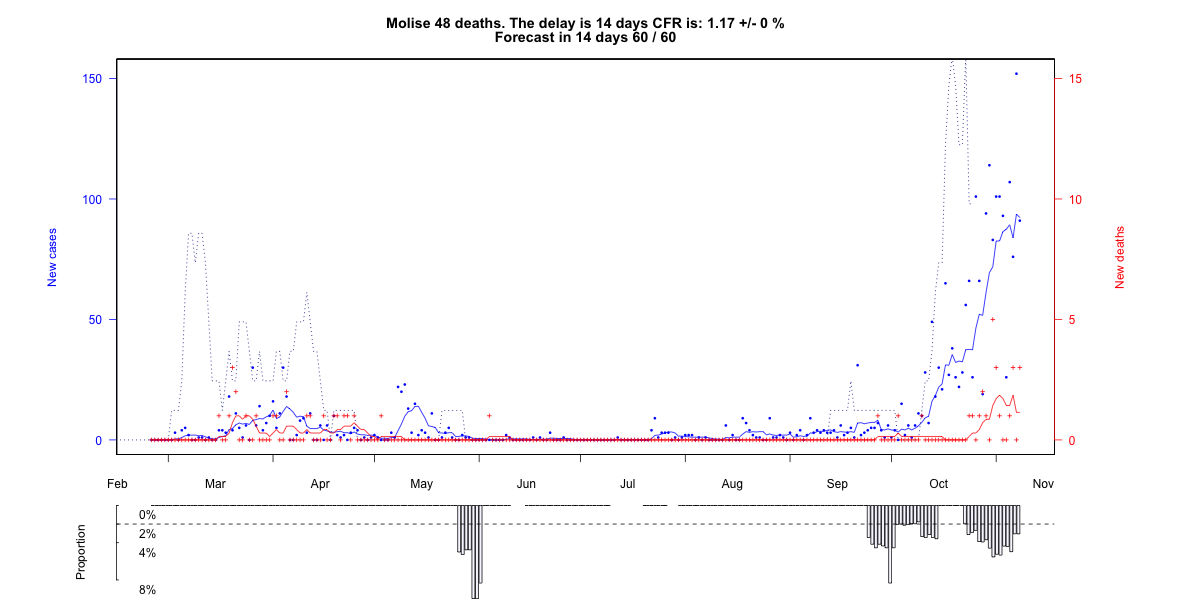 Molise 48 deaths. The delay is 14 days CFR is: 1.17 +/- 0 %
Forecast in 14 days 60 / 60
150
100
50
0
New cases
15
10
5
0
New deaths
Feb Mar Apr May Jun Jul Aug Sep Oct Nov
0%
2%
4%
8%
Proportion